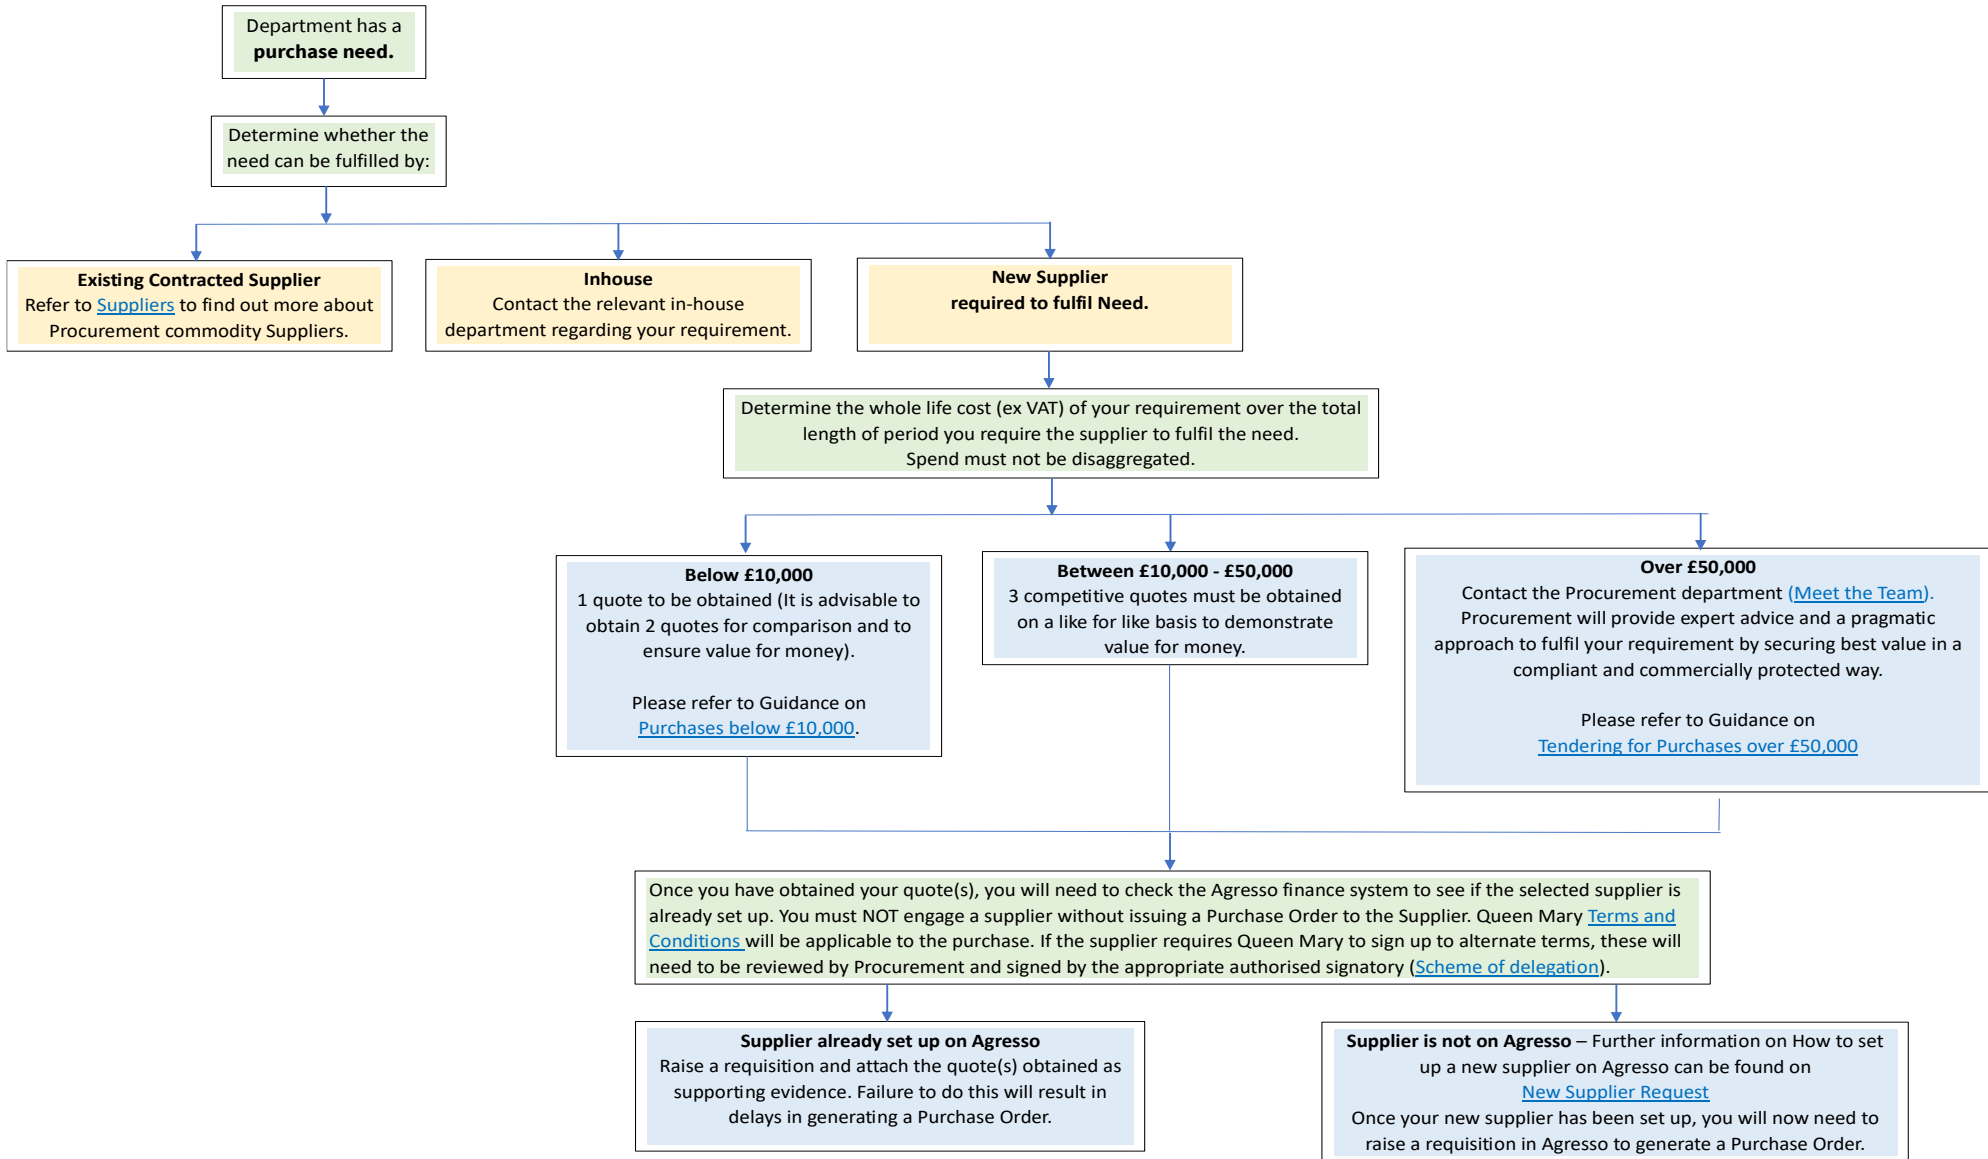 Department has a
purchase need.
Determine whether the
need can be fulfilled by:
Existing Contracted Supplier
Refer to Suppliers to find out more about
Procurement commodity Suppliers.
Inhouse
Contact the relevant in-house
department regarding your requirement.
New Supplier
required to fulfil Need.
Determine the whole life cost (ex VAT) of your requirement over the total
length of period you require the supplier to fulfil the need.
Spend must not be disaggregated.
Below £10,000
1 quote to be obtained (It is advisable to
obtain 2 quotes for comparison and to
ensure value for money).
Please refer to Guidance on
Purchases below £10,000.
Between £10,000 - £50,000
3 competitive quotes must be obtained
on a like for like basis to demonstrate
value for money.
Over £50,000
Contact the Procurement department (Meet the Team).
Procurement will provide expert advice and a pragmatic
approach to fulfil your requirement by securing best value in a
compliant and commercially protected way.
Please refer to Guidance on
Tendering for Purchases over £50,000
Once you have obtained your quote(s), you will need to check the Agresso finance system to see if the selected supplier is
already set up. You must NOT engage a supplier without issuing a Purchase Order to the Supplier. Queen Mary Terms and
Conditions will be applicable to the purchase. If the supplier requires Queen Mary to sign up to alternate terms, these will
need to be reviewed by Procurement and signed by the appropriate authorised signatory (Scheme of delegation).
Supplier already set up on Agresso
Raise a requisition and attach the quote(s) obtained as
supporting evidence. Failure to do this will result in
delays in generating a Purchase Order.
Supplier is not on Agresso – Further information on How to set
up a new supplier on Agresso can be found on
New Supplier Request
Once your new supplier has been set up, you will now need to
raise a requisition in Agresso to generate a Purchase Order.